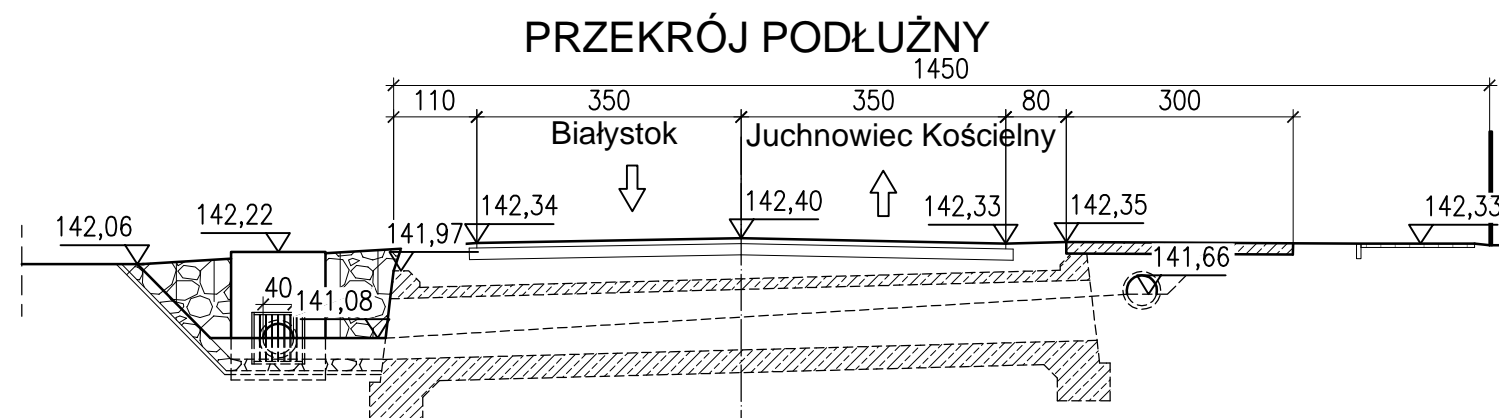 PRZEKRÓJ PODŁUŻNY
1450
110 350 350 80 300
Białystok Juchnowiec Kościelny
142,06 142,22 141,97 142,34 142,40 142,33 142,35 142,33
141,66
40 141,08